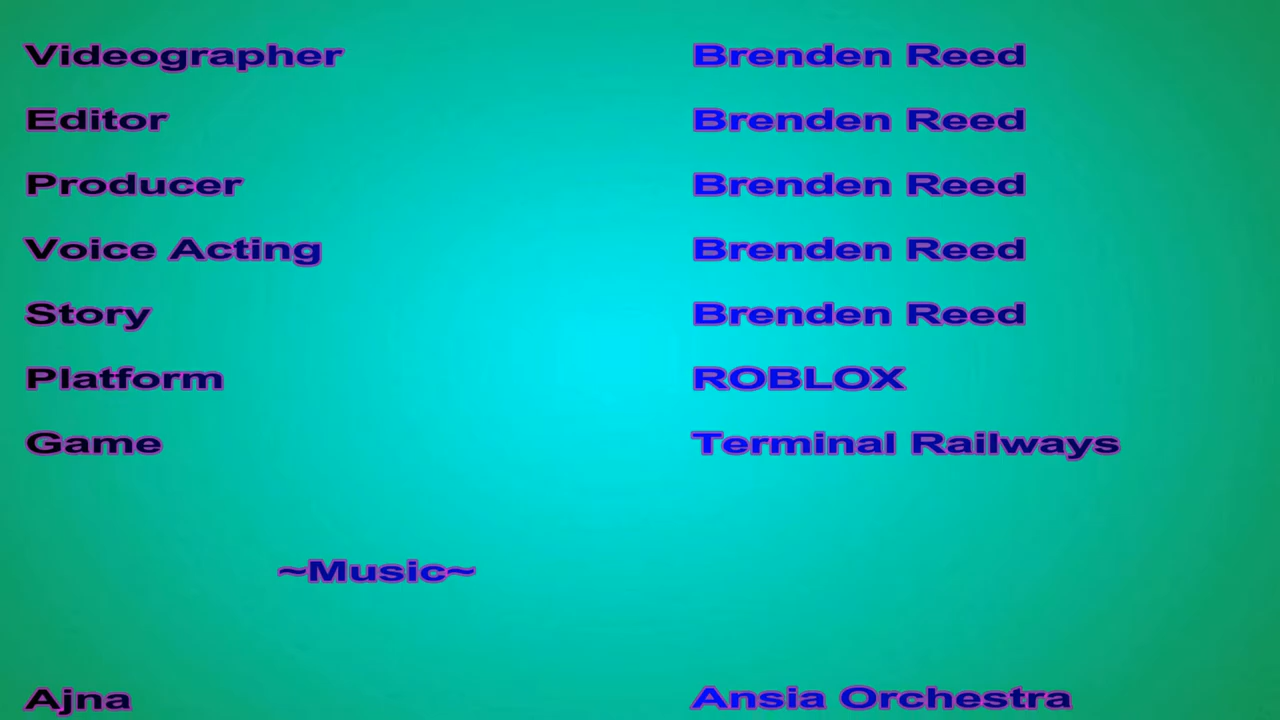 Videographer Brenden Reed
Editor Brenden Reed
Producer Brenden Reed
Voice Acting Brenden Reed
Story Brenden Reed
Platform ROBLOX
Game Terminal Railways
~Music~
Ajna Ansia Orchestra